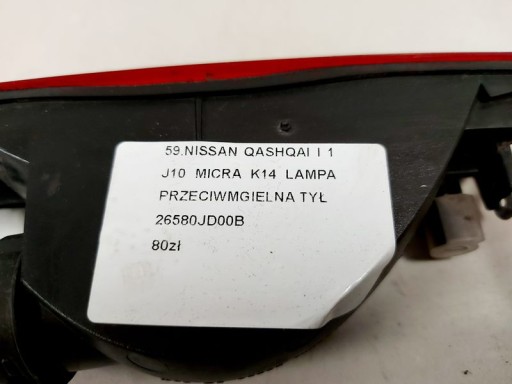 59.NISSAN QASHQAI I 1
J10 MICRA K14 LAMPA
PRZECIWMGIELNA TYŁ
26580JD00B
80zł